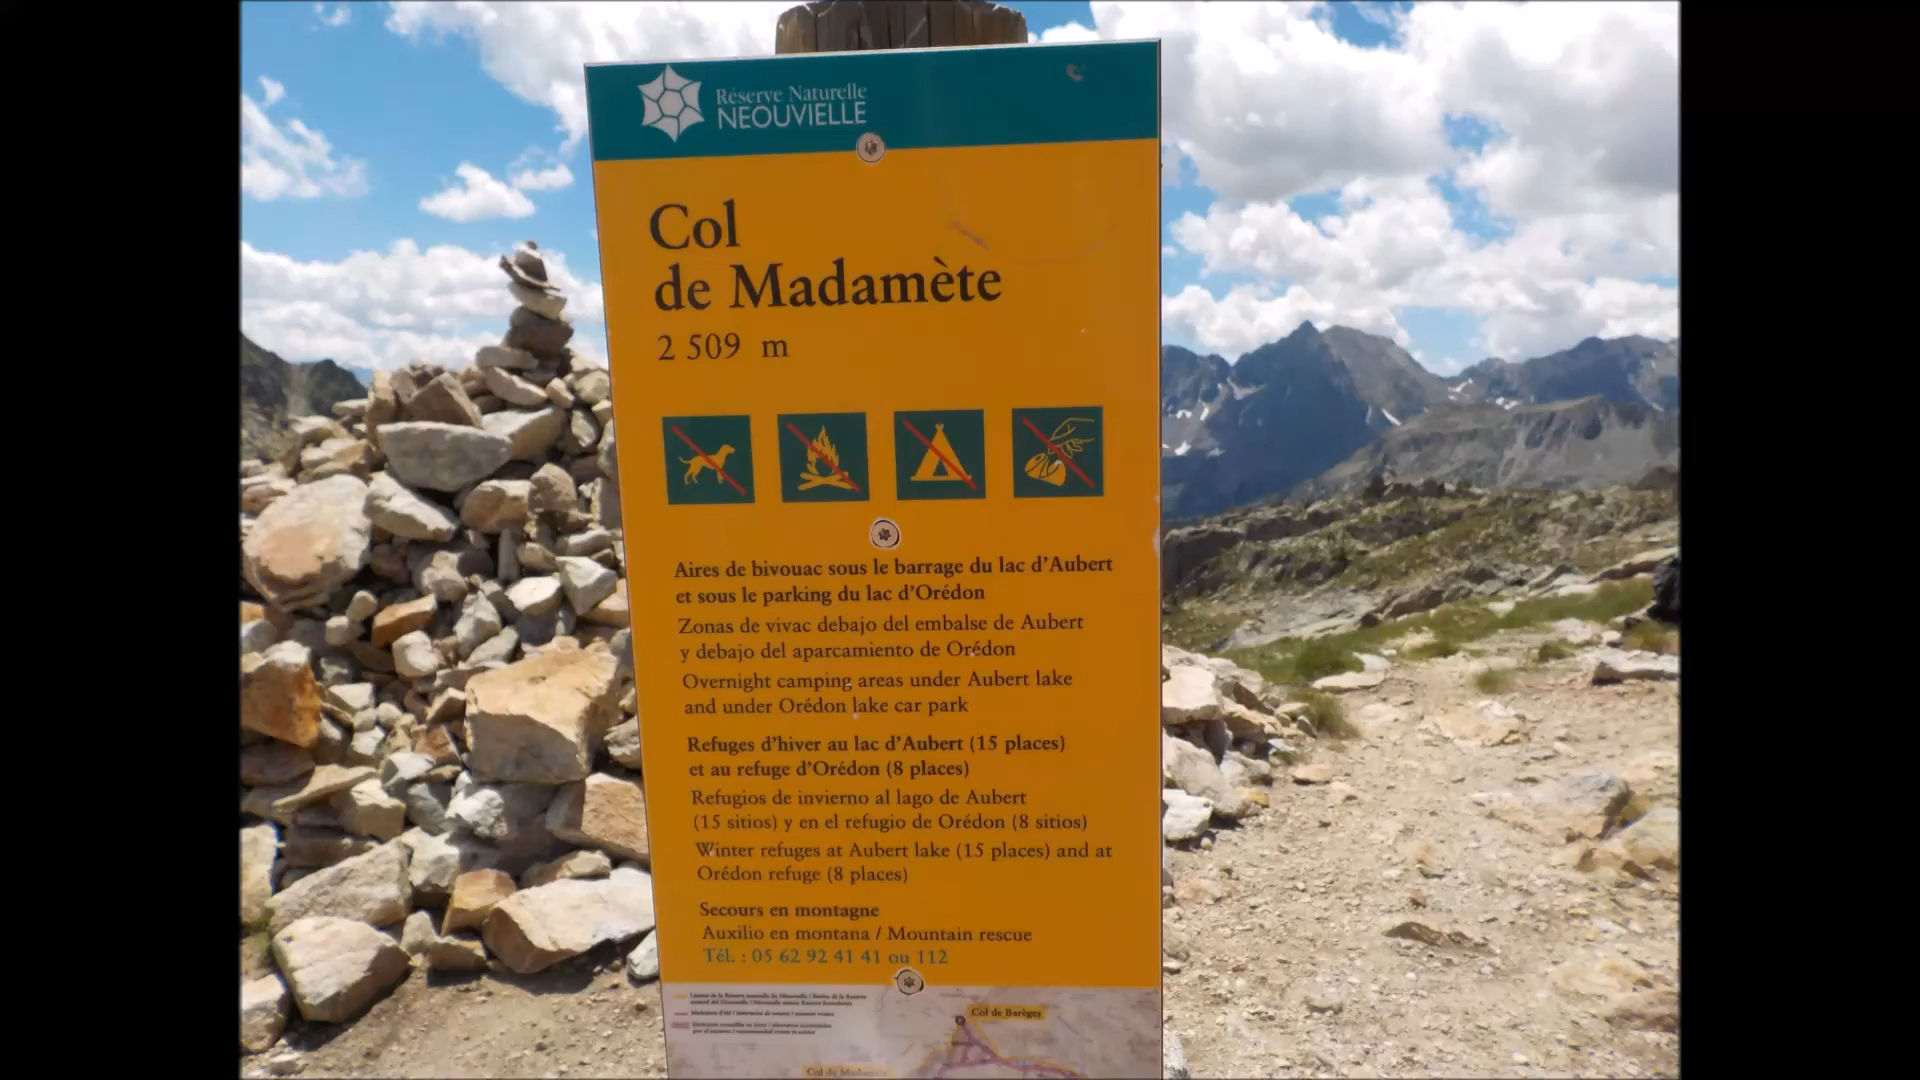 Réserve Naturelle
NEOUVIELLE
Col
de Madamète
2 509 m
Aires de bivouac sous le barrage du lac d'Aubert
et sous le parking du lac d'Orédon
Zonas de vivac debajo del embalse de Aubert
y debajo del aparcamiento de Orédon
Overnight camping areas under Aubert lake
and under Orédon lake car park
Refuges d'hiver au lac d'Aubert (15 places)
et au refuge d'Orédon (8 places)
Refugios de invierno al lago de Aubert
(15 sitios) y en el refugio de Orédon (8 sitios)
Winter refuges at Aubert lake (15 places) and at
Orédon refuge (8 places)
Secours en montagne
Auxilio en montana / Mountain rescue
Tél. : 05 62 92 41 41 ou 112
Col de Barèges
Col de Madamète